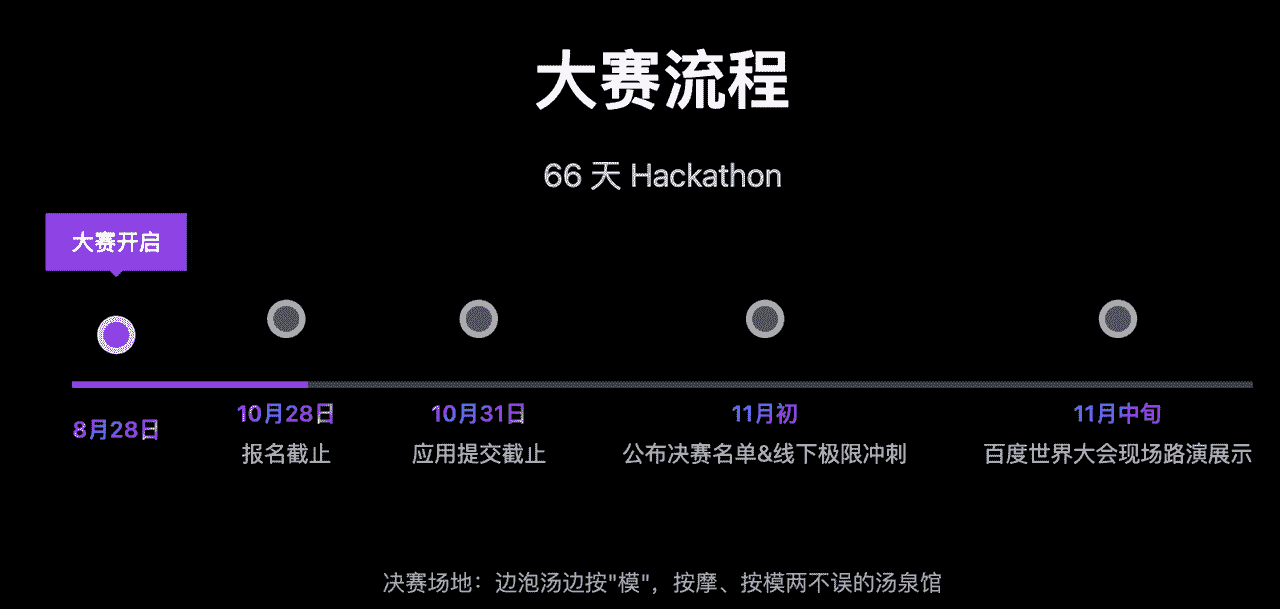 大赛流程
66 天 Hackathon
大赛开启
8月28日
10月28日
报名截止
10月31日
应用提交截止
11月初
公布决赛名单&线下极限冲刺
11月中旬
百度世界大会现场路演展示
决赛场地：边泡汤边按"模"，按摩、按模两不误的汤泉馆